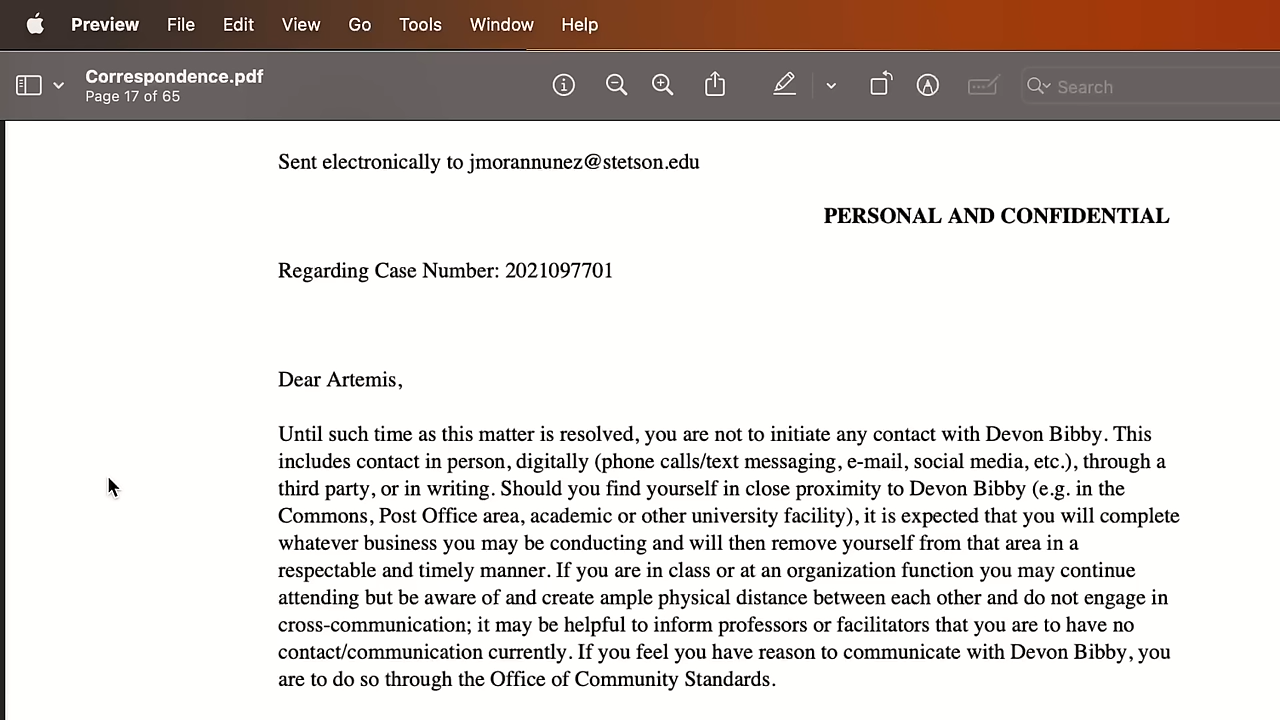 Preview File Edit View Go Tools Window Help
Correspondence.pdf
Page 17 of 65
Search
Sent electronically to jmorannunez@stetson.edu
PERSONAL AND CONFIDENTIAL
Regarding Case Number: 2021097701
Dear Artemis,
Until such time as this matter is resolved, you are not to initiate any contact with Devon Bibby. This
includes contact in person, digitally (phone calls/text messaging, e-mail, social media, etc.), through a
third party, or in writing. Should you find yourself in close proximity to Devon Bibby (e.g. in the
Commons, Post Office area, academic or other university facility), it is expected that you will complete
whatever business you may be conducting and will then remove yourself from that area in a
respectable and timely manner. If you are in class or at an organization function you may continue
attending but be aware of and create ample physical distance between each other and do not engage in
cross-communication; it may be helpful to inform professors or facilitators that you are to have no
contact/communication currently. If you feel you have reason to communicate with Devon Bibby, you
are to do so through the Office of Community Standards.